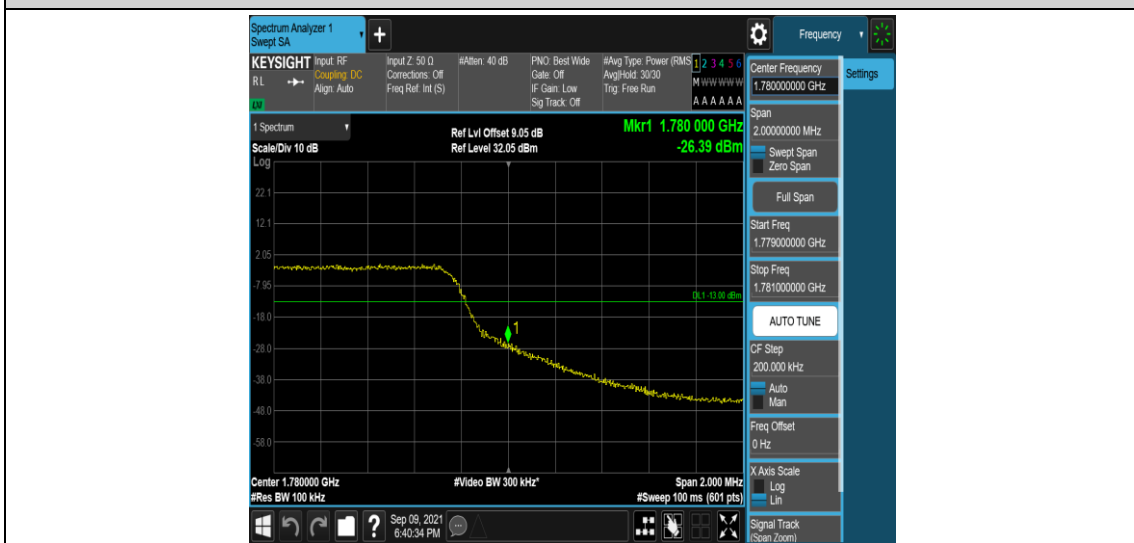 Spectrum Analyzer 1
Swept SA
+
Frequency
KEYSIGHT
RL
LXI
Input: RF
Coupling: DC
Align: Auto
Input Z: 50 Ω
Corrections: Off
Freq Ref: Int (S)
#Atten: 40 dB
PNO: Best Wide
Gate: Off
IF Gain: Low
Sig Track: Off
#Avg Type: Power (RMS
Avg|Hold: 30/30
Trig: Free Run
1 2 3 4 5 6
M W W W W W
A A A A A A
1 Spectrum
Scale/Div 10 dB
Ref Lvl Offset 9.05 dB
Ref Level 32.05 dBm
Mkr1 1.780 000 GHz
-26.39 dBm
Log
22.1
12.1
2.05
-7.95
-18.0
-28.0
-38.0
-48.0
-58.0
DL1 -13.00 dBm
1
Center 1.780000 GHz
#Res BW 100 kHz
#Video BW 300 kHz*
Span 2.000 MHz
#Sweep 100 ms (601 pts)
?
Sep 09, 2021
6:40:34 PM
Center Frequency
1.780000000 GHz
Settings
Span
2.00000000 MHz
Swept Span
Zero Span
Full Span
Start Freq
1.779000000 GHz
Stop Freq
1.781000000 GHz
AUTO TUNE
CF Step
200.000 kHz
Auto
Man
Freq Offset
0 Hz
X Axis Scale
Log
Lin
Signal Track
(Span Zoom)